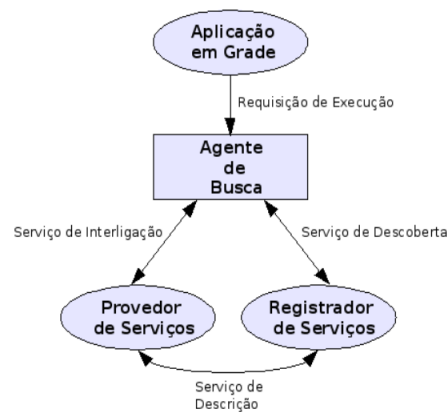 Aplicação
em Grade
Requisição de Execução
Agente
de
Busca
Serviço de Interligação
Serviço de Descoberta
Provedor
de Serviços
Registrador
de Serviços
Serviço de
Descrição